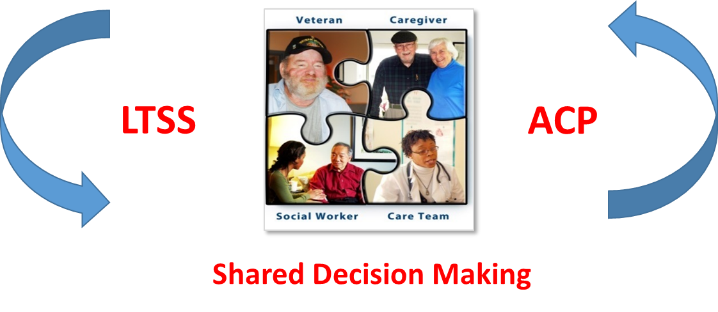 Veteran Caregiver
LTSS
ACP
Social Worker Care Team
Shared Decision Making